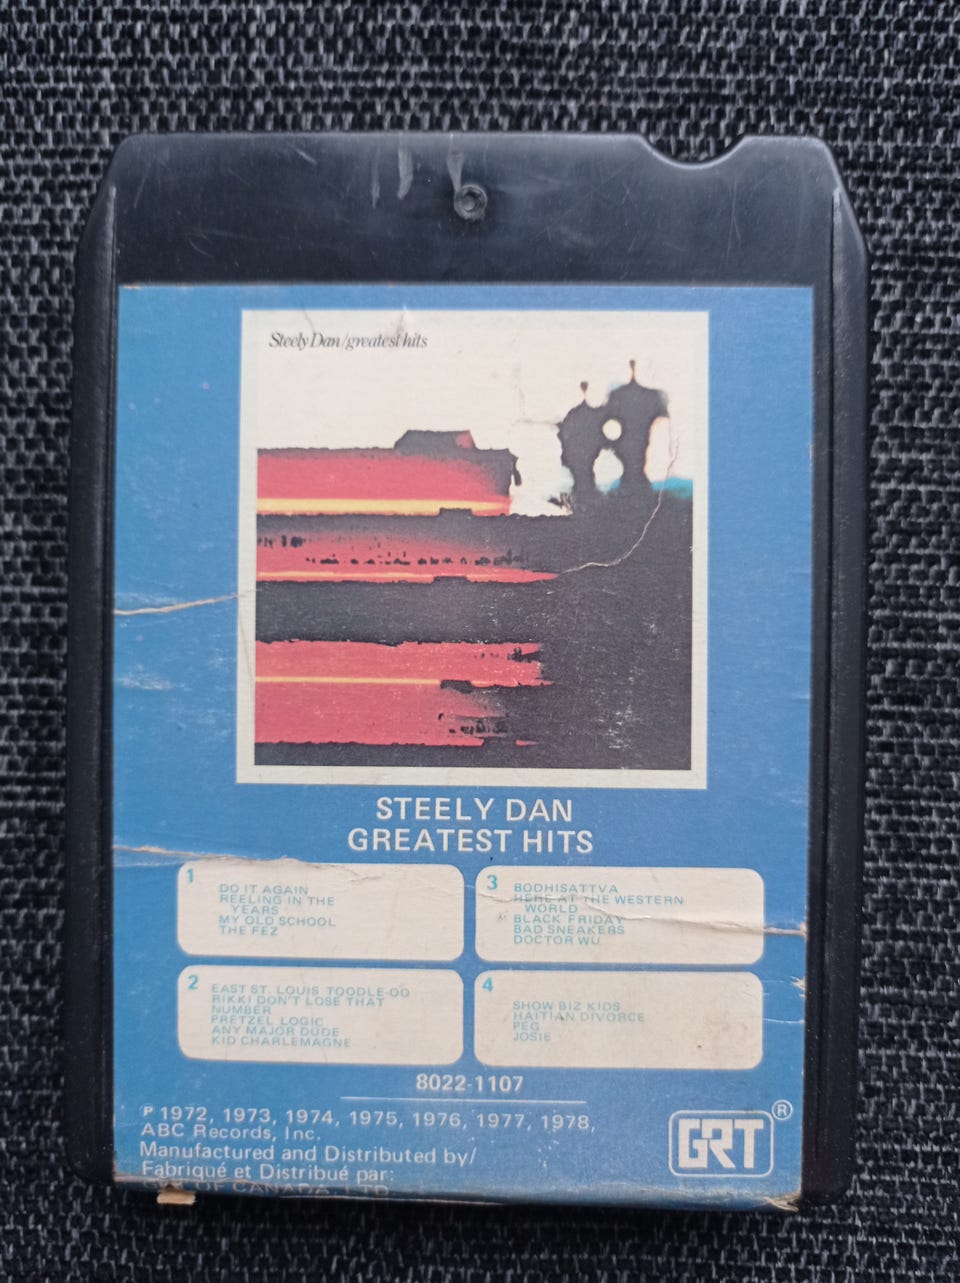 Steely Dan/greatest hits
STEELY DAN
GREATEST HITS
1
DO IT AGAIN
REELING IN THE
YEARS
MY OLD SCHOOL
THE FEZ
2
EAST ST. LOUIS TOODLE-OO
RIKKI DON'T LOSE THAT
NUMBER
PRETZEL LOGIC
ANY MAJOR DUDE
KID CHARLEMAGNE
3
BODHISATTVA
HERE AT THE WESTERN
WORLD
BLACK FRIDAY
BAD SNEAKERS
DOCTOR WU
4
SHOW BIZ KIDS
HAITIAN DIVORCE
PEG
JOSIE
8022-1107
℗ 1972, 1973, 1974, 1975, 1976, 1977, 1978,
ABC Records, Inc.
Manufactured and Distributed by/
Fabriqué et Distribué par:
OF CANADA, LTD.
GRT®